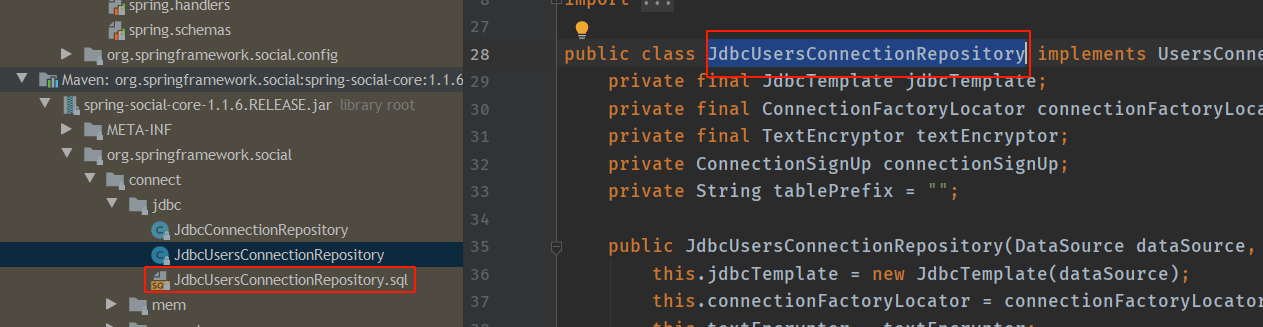 spring.handlers
spring.schemas
org.springframework.social.config
Maven: org.springframework.social:spring-social-core:1.1.6
spring-social-core-1.1.6.RELEASE.jar library root
META-INF
org.springframework.social
connect
jdbc
JdbcConnectionRepository
JdbcUsersConnectionRepository
JdbcUsersConnectionRepository.sql
mem
import ...
27
28 public class JdbcUsersConnectionRepository implements UsersConne
29 private final JdbcTemplate jdbcTemplate;
30 private final ConnectionFactoryLocator connectionFactoryLoca
31 private final TextEncryptor textEncryptor;
32 private ConnectionSignUp connectionSignUp;
33 private String tablePrefix = "";
34
35 public JdbcUsersConnectionRepository(DataSource dataSource,
36 this.jdbcTemplate = new JdbcTemplate(dataSource);
37 this.connectionFactoryLocator = connectionFactoryLocator
this.textEncryptor = textEncryptor;